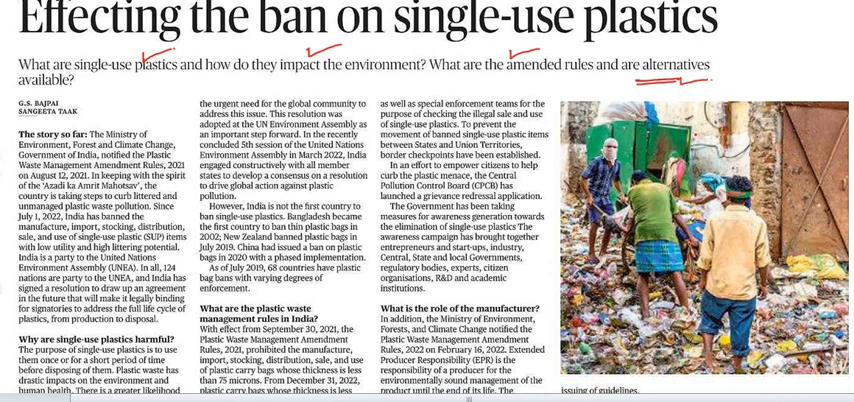 Effecting the ban on single-use plastics
What are single-use plastics and how do they impact the environment? What are the amended rules and are alternatives
available?
G.S. BAJPAI
SANGEETA TAAK
The story so far: The Ministry of
Environment, Forest and Climate Change,
Government of India, notified the Plastic
Waste Management Amendment Rules, 2021
on August 12, 2021. In keeping with the spirit
of the ‘Azadi ka Amrit Mahotsav’, the
country is taking steps to curb littered and
unmanaged plastic waste pollution. Since
July 1, 2022, India has banned the
manufacture, import, stocking, distribution,
sale, and use of single-use plastic (SUP) items
with low utility and high littering potential.
India is a party to the United Nations
Environment Assembly (UNEA). In all, 124
nations are party to the UNEA, and India has
signed a resolution to draw up an agreement
in the future that will make it legally binding
for signatories to address the full life cycle of
plastics, from production to disposal.
Why are single-use plastics harmful?
The purpose of single-use plastics is to use
them once or for a short period of time
before disposing of them. Plastic waste has
drastic impacts on the environment and
human health. There is a greater likelihood
the urgent need for the global community to
address this issue. This resolution was
adopted at the UN Environment Assembly as
an important step forward. In the recently
concluded 5th session of the United Nations
Environment Assembly in March 2022, India
engaged constructively with all member
states to develop a consensus on a resolution
to drive global action against plastic
pollution.
However, India is not the first country to
ban single-use plastics. Bangladesh became
the first country to ban thin plastic bags in
2002; New Zealand banned plastic bags in
July 2019. China had issued a ban on plastic
bags in 2020 with a phased implementation.
As of July 2019, 68 countries have plastic
bag bans with varying degrees of
enforcement.
What are the plastic waste
management rules in India?
With effect from September 30, 2021, the
Plastic Waste Management Amendment
Rules, 2021, prohibited the manufacture,
import, stocking, distribution, sale, and use
of plastic carry bags whose thickness is less
than 75 microns. From December 31, 2022,
plastic carry bags whose thickness is less
as well as special enforcement teams for the
purpose of checking the illegal sale and use
of single-use plastics. To prevent the
movement of banned single-use plastic items
between States and Union Territories,
border checkpoints have been established.
In an effort to empower citizens to help
curb the plastic menace, the Central
Pollution Control Board (CPCB) has
launched a grievance redressal application.
The Government has been taking
measures for awareness generation towards
the elimination of single-use plastics The
awareness campaign has brought together
entrepreneurs and start-ups, industry,
Central, State and local Governments,
regulatory bodies, experts, citizen
organisations, R&D and academic
institutions.
What is the role of the manufacturer?
In addition, the Ministry of Environment,
Forests, and Climate Change notified the
Plastic Waste Management Amendment
Rules, 2022 on February 16, 2022. Extended
Producer Responsibility (EPR) is the
responsibility of a producer for the
environmentally sound management of the
product until the end of its life. The
issuing of guidelines.